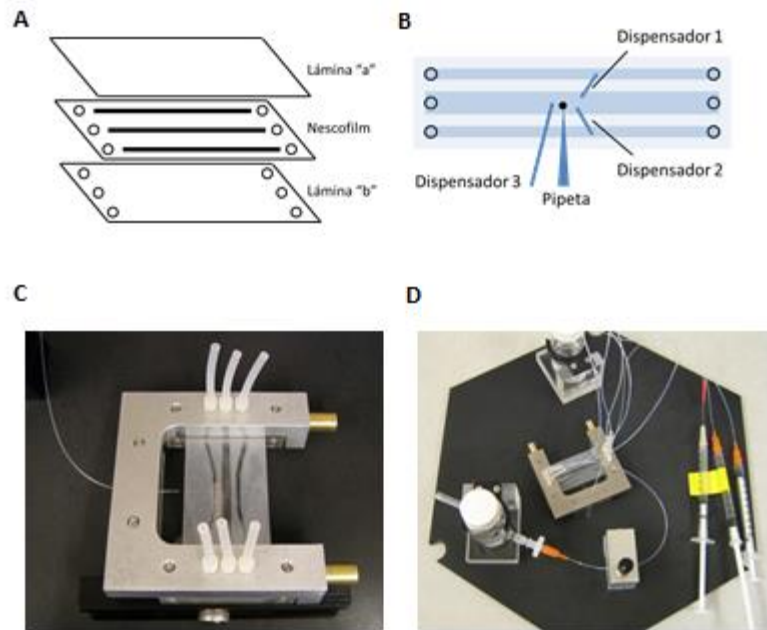 A
Lámina "a"
Nescofilm
Lámina "b"
B
Dispensador 1
Dispensador 2
Dispensador 3
Pipeta
C
D